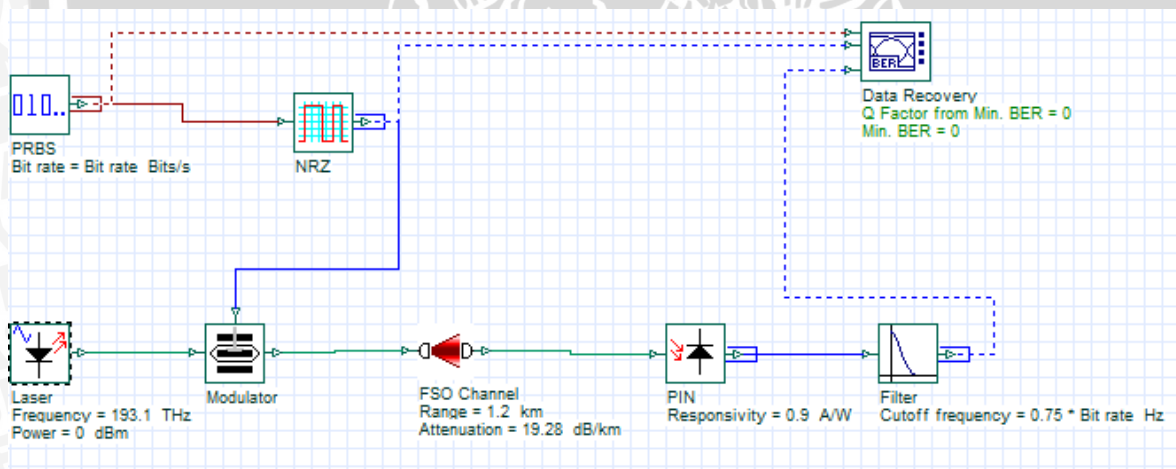 010..
PRBS
Bit rate = Bit rate Bits/s
NRZ
BER
Data Recovery
Q Factor from Min. BER = 0
Min. BER = 0
Laser
Frequency = 193.1 THz
Power = 0 dBm
Modulator
FSO Channel
Range = 1.2 km
Attenuation = 19.28 dB/km
PIN
Responsivity = 0.9 A/W
Filter
Cutoff frequency = 0.75 * Bit rate Hz